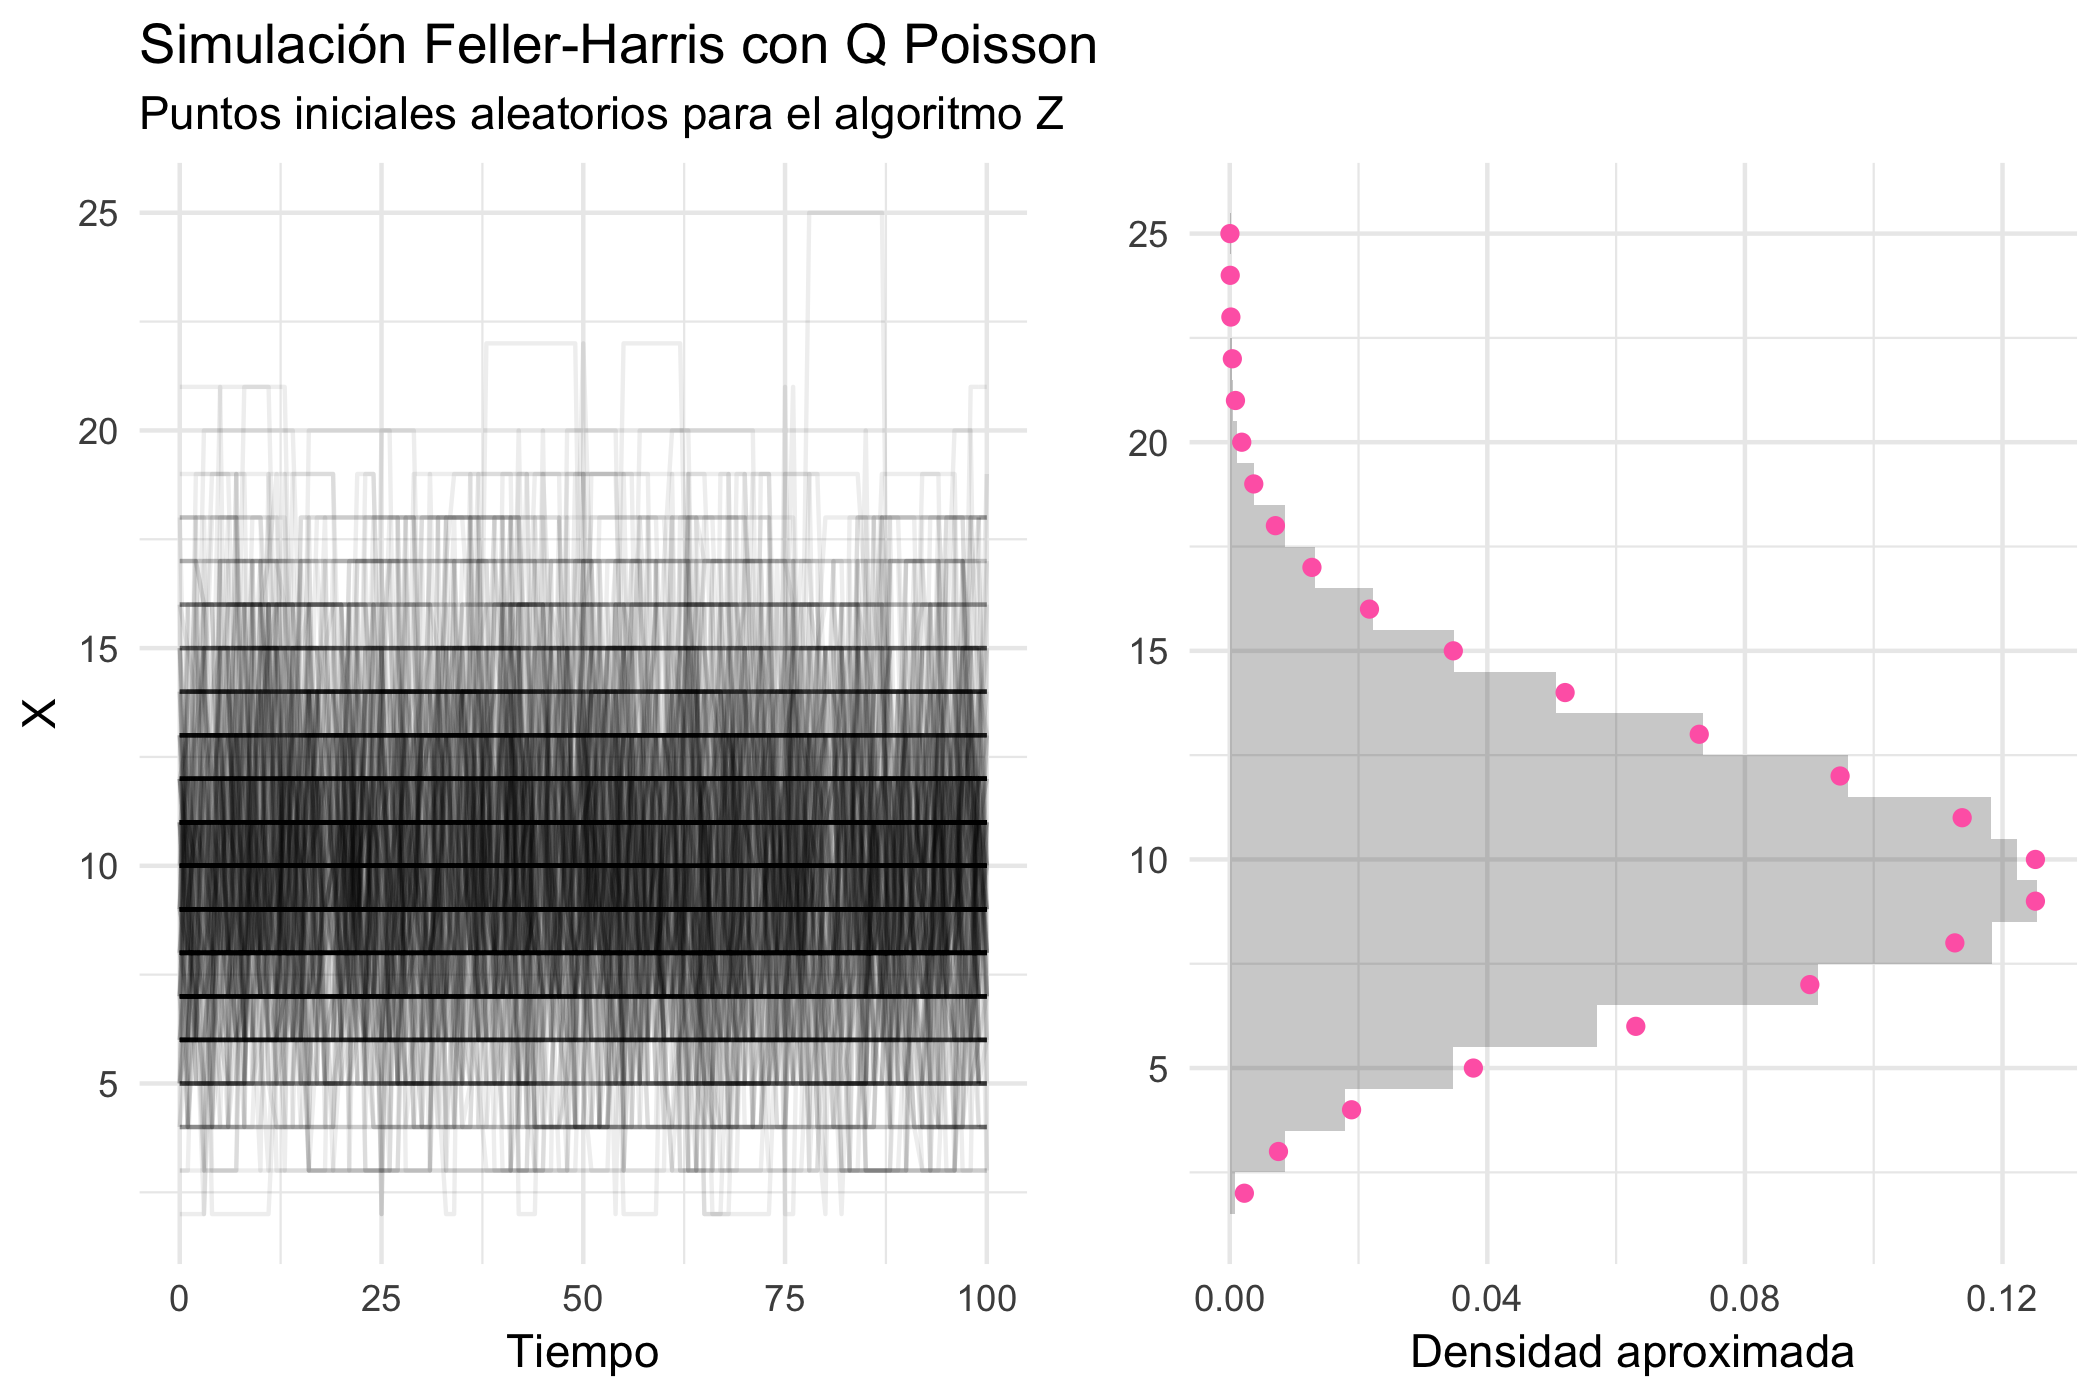 Simulación Feller-Harris con Q Poisson
Puntos iniciales aleatorios para el algoritmo Z
X
25
20
15
10
5
0 25 50 75 100
Tiempo
25
20
15
10
5
0.00 0.04 0.08 0.12
Densidad aproximada